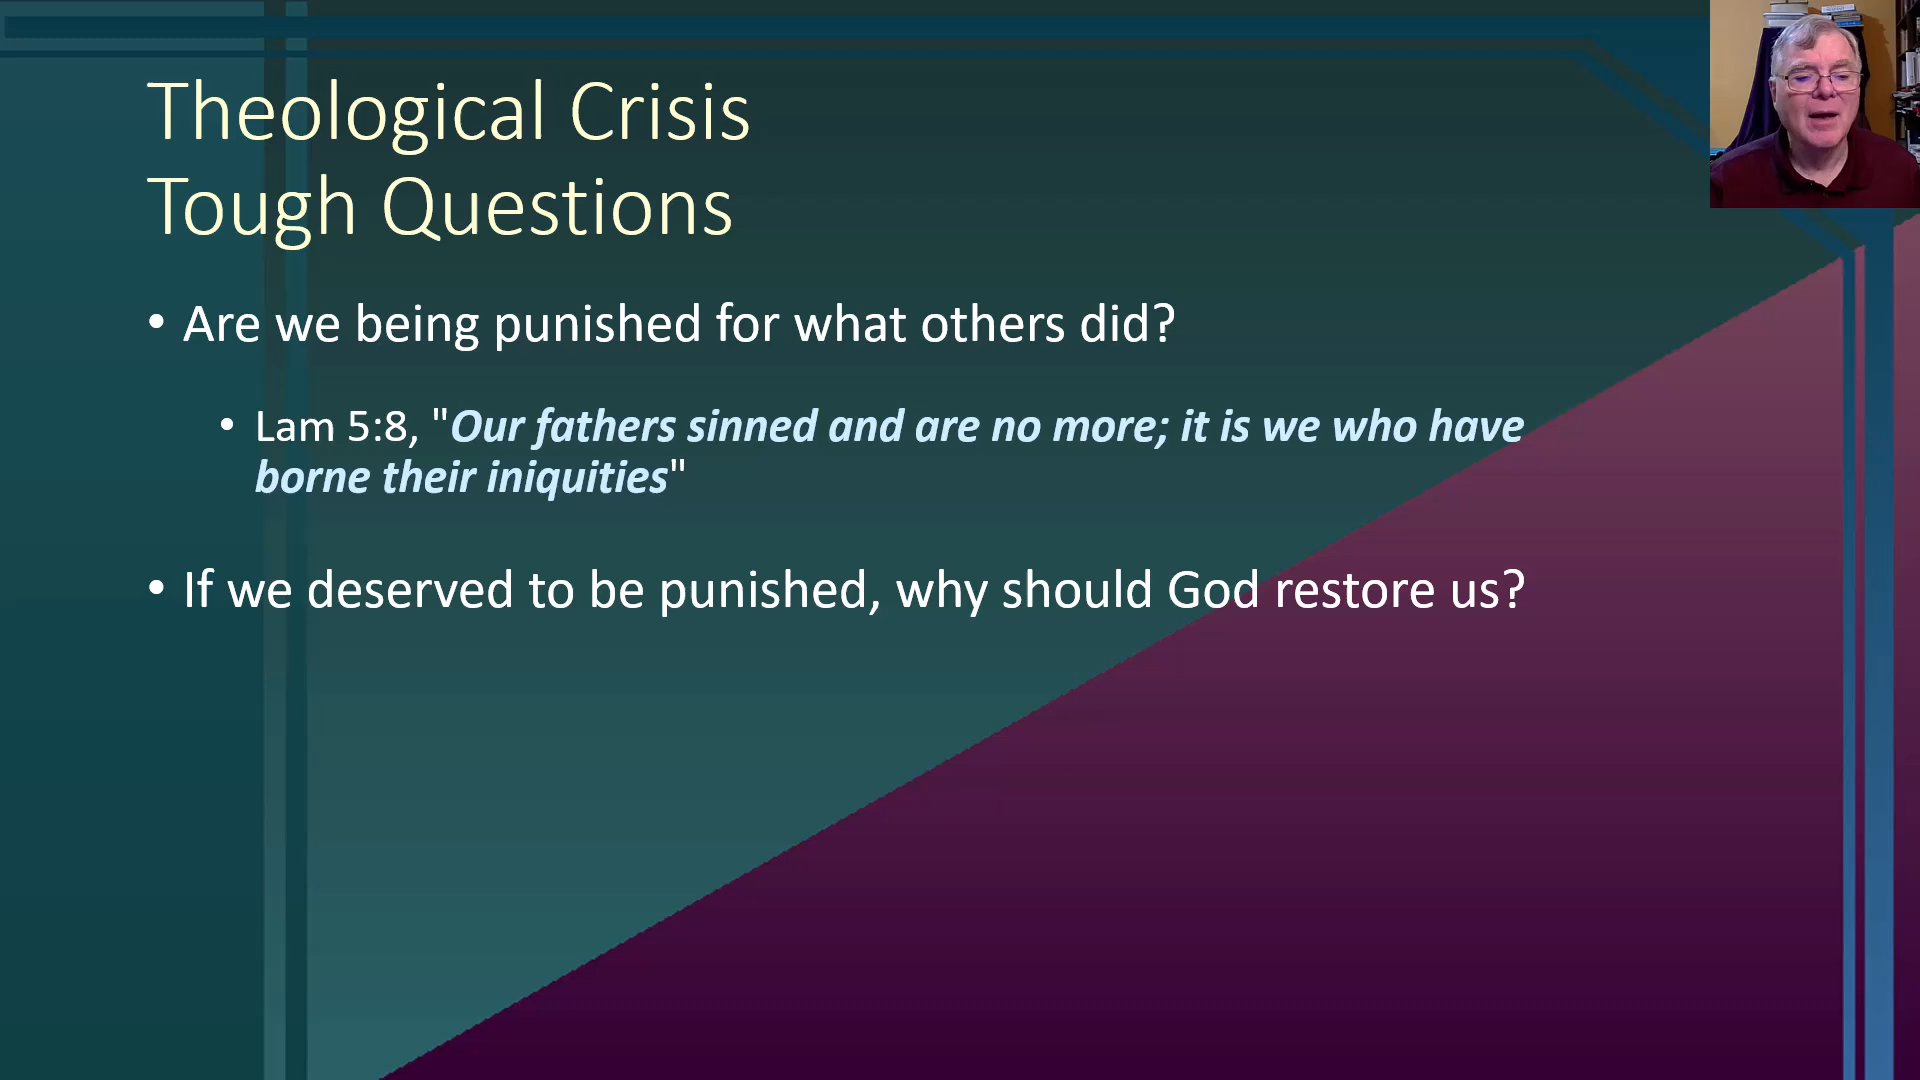 Theological Crisis
Tough Questions
• Are we being punished for what others did?
• Lam 5:8, "Our fathers sinned and are no more; it is we who have
borne their iniquities"
• If we deserved to be punished, why should God restore us?